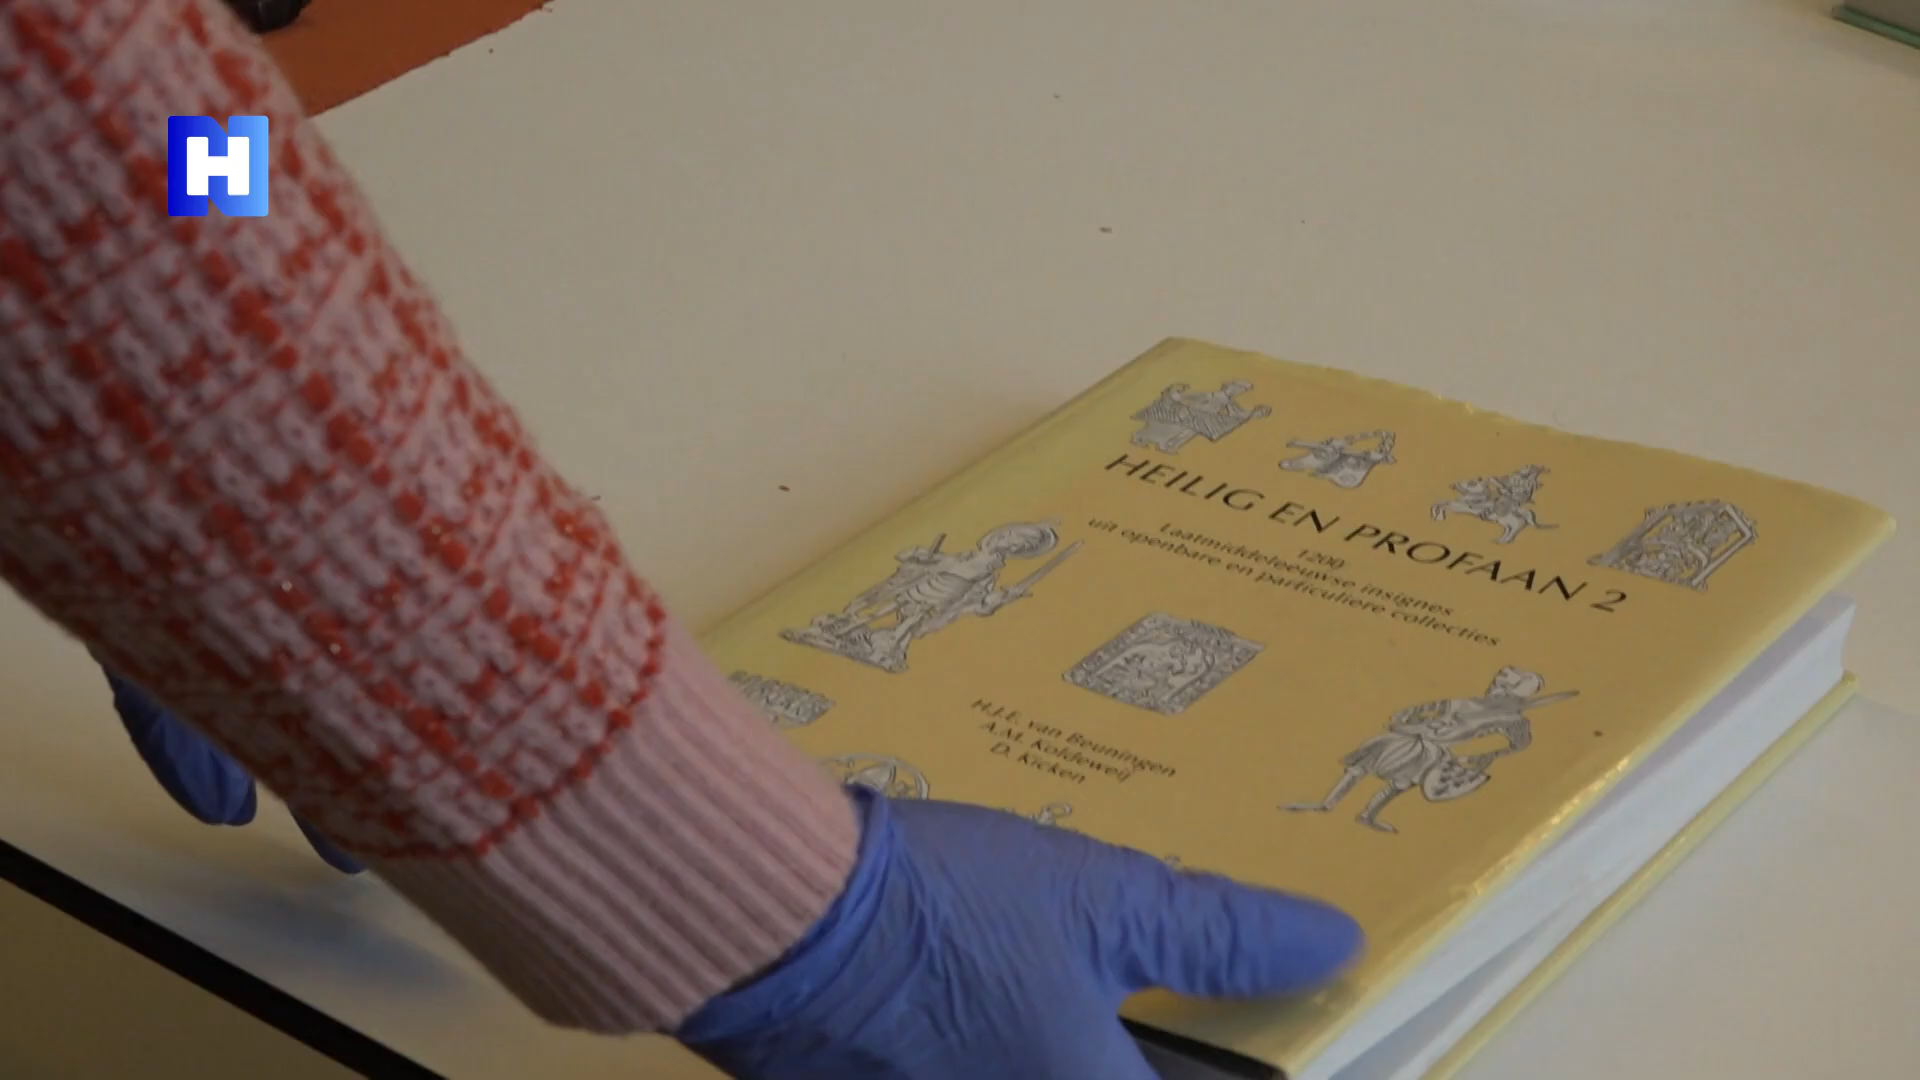 H
HEILIG EN PROFAAN 2
1200
Laatmiddeleeuwse insignes
uit openbare en particuliere collecties
H.J.E. van Beuningen
A.M. Koldeweij
D. Kicken